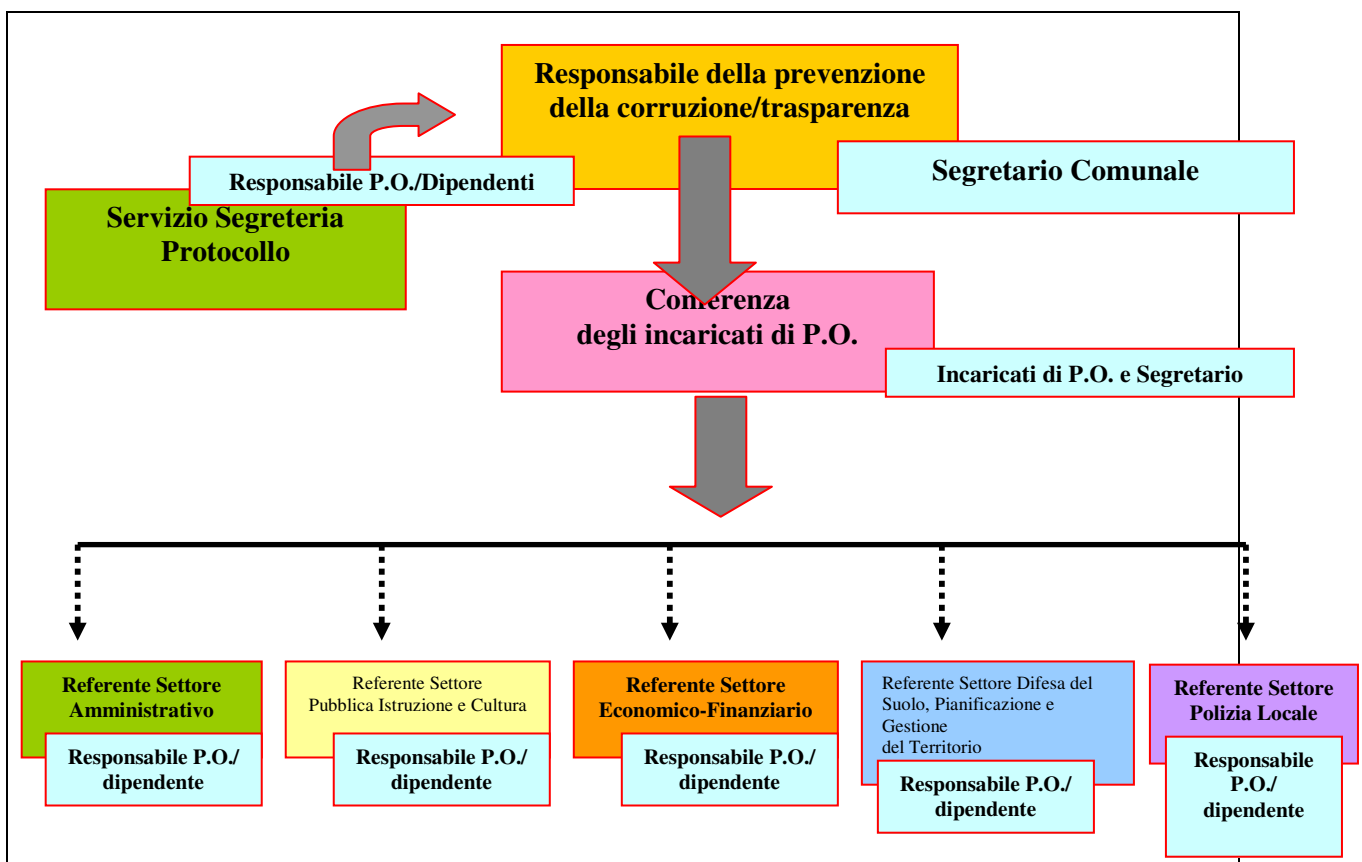 Responsabile della prevenzione
della corruzione/trasparenza
Segretario Comunale
Responsabile P.O./Dipendenti
Servizio Segreteria
Protocollo
Conferenza
degli incaricati di P.O.
Incaricati di P.O. e Segretario
Referente Settore
Amministrativo
Responsabile P.O./
dipendente
Referente Settore
Pubblica Istruzione e Cultura
Responsabile P.O./
dipendente
Referente Settore
Economico-Finanziario
Responsabile P.O./
dipendente
Referente Settore Difesa del
Suolo, Pianificazione e
Gestione
del Territorio
Responsabile P.O./
dipendente
Referente Settore
Polizia Locale
Responsabile
P.O./
dipendente